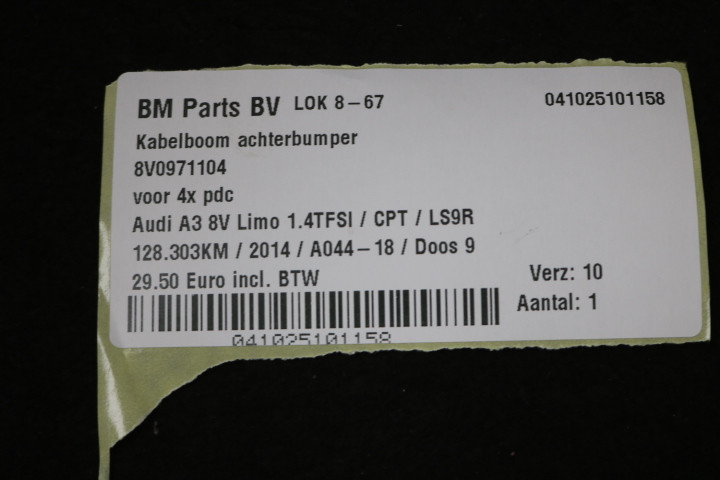 BM Parts BV LOK 8-67 041025101158
Kabelboom achterbumper
8V0971104
voor 4x pdc
Audi A3 8V Limo 1.4TFSI / CPT / LS9R
128.303KM / 2014 / A044-18 / Doos 9
29.50 Euro incl. BTW Verz: 10
Aantal: 1
041025101158